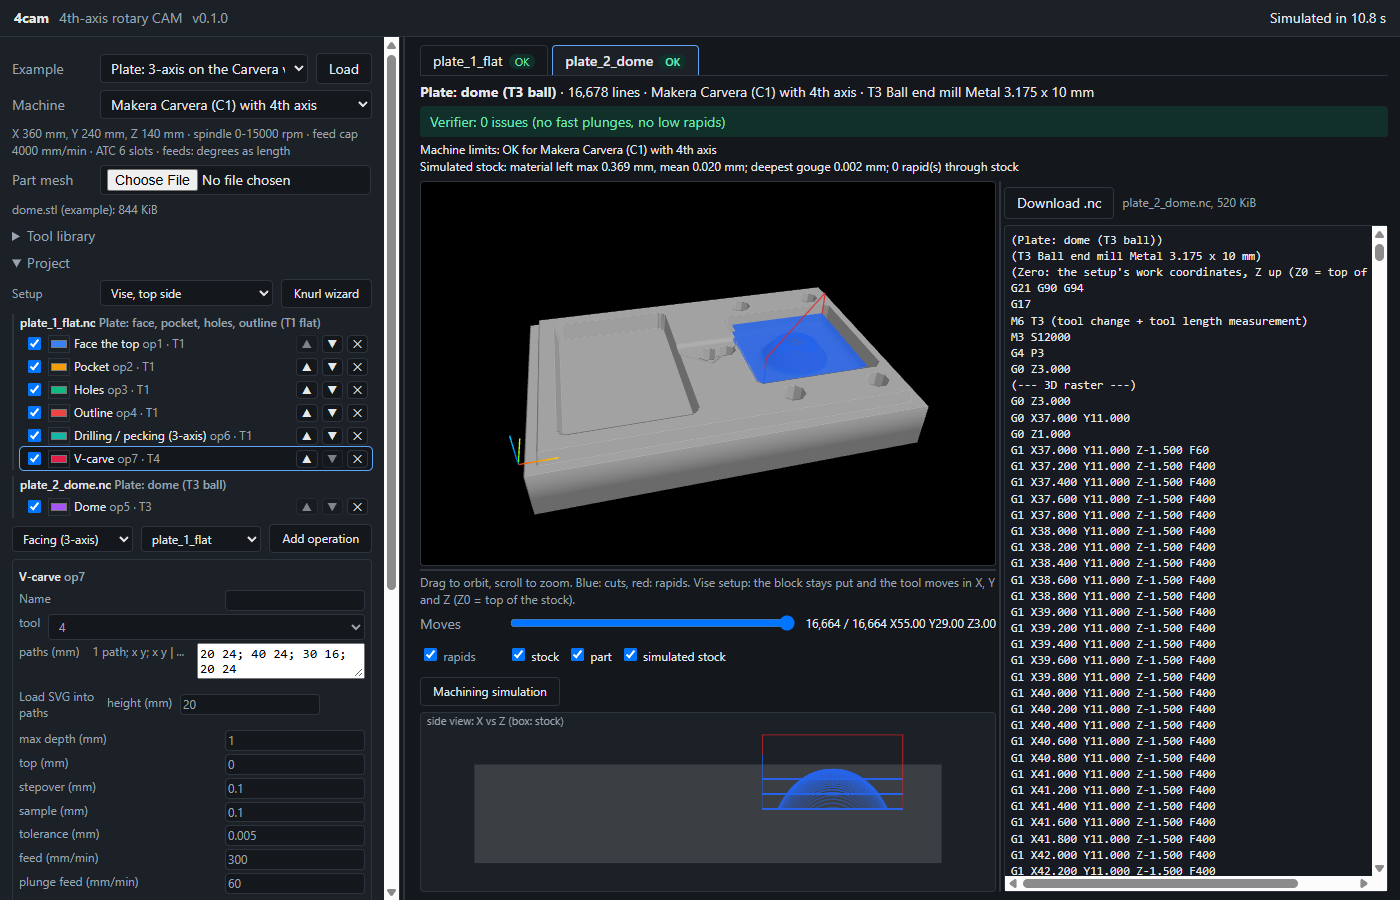 4cam 4th-axis rotary CAM v0.1.0
Simulated in 10.8 s
Example Plate: 3-axis on the Carvera Load
Machine Makera Carvera (C1) with 4th axis
X 360 mm, Y 240 mm, Z 140 mm · spindle 0-15000 rpm · feed cap
4000 mm/min · ATC 6 slots · feeds: degrees as length
Part mesh Choose File No file chosen
dome.stl (example): 844 KiB
Tool library
Project
Setup Vise, top side Knurl wizard
plate_1_flat.nc Plate: face, pocket, holes, outline (T1 flat)
Face the top op1 · T1
Pocket op2 · T1
Holes op3 · T1
Outline op4 · T1
Drilling / pecking (3-axis) op6 · T1
V-carve op7 · T4
plate_2_dome.nc Plate: dome (T3 ball)
Dome op5 · T3
Facing (3-axis) plate_1_flat Add operation
V-carve op7
Name
tool 4
paths (mm) 1 path; x y; x y | ... 20 24; 40 24; 30 16;
20 24
Load SVG into
paths
height (mm) 20
max depth (mm) 1
top (mm) 0
stepover (mm) 0.1
sample (mm) 0.1
tolerance (mm) 0.005
feed (mm/min) 300
plunge feed (mm/min) 60
plate_1_flat OK plate_2_dome OK
Plate: dome (T3 ball) · 16,678 lines · Makera Carvera (C1) with 4th axis · T3 Ball end mill Metal 3.175 x 10 mm
Verifier: 0 issues (no fast plunges, no low rapids)
Machine limits: OK for Makera Carvera (C1) with 4th axis
Simulated stock: material left max 0.369 mm, mean 0.020 mm; deepest gouge 0.002 mm; 0 rapid(s) through stock
Drag to orbit, scroll to zoom. Blue: cuts, red: rapids. Vise setup: the block stays put and the tool moves in X, Y
and Z (Z0 = top of the stock).
Moves 16,664 / 16,664 X55.00 Y29.00 Z3.00
rapids stock part simulated stock
Machining simulation
side view: X vs Z (box: stock)
Download .nc plate_2_dome.nc, 520 KiB
(Plate: dome (T3 ball))
(T3 Ball end mill Metal 3.175 x 10 mm)
(Zero: the setup's work coordinates, Z up (Z0 = top of
G21 G90 G94
G17
M6 T3 (tool change + tool length measurement)
M3 S12000
G4 P3
G0 Z3.000
(--- 3D raster ---)
G0 Z3.000
G0 X37.000 Y11.000
G0 Z1.000
G1 X37.000 Y11.000 Z-1.500 F60
G1 X37.200 Y11.000 Z-1.500 F400
G1 X37.400 Y11.000 Z-1.500 F400
G1 X37.600 Y11.000 Z-1.500 F400
G1 X37.800 Y11.000 Z-1.500 F400
G1 X38.000 Y11.000 Z-1.500 F400
G1 X38.200 Y11.000 Z-1.500 F400
G1 X38.400 Y11.000 Z-1.500 F400
G1 X38.600 Y11.000 Z-1.500 F400
G1 X38.800 Y11.000 Z-1.500 F400
G1 X39.000 Y11.000 Z-1.500 F400
G1 X39.200 Y11.000 Z-1.500 F400
G1 X39.400 Y11.000 Z-1.500 F400
G1 X39.600 Y11.000 Z-1.500 F400
G1 X39.800 Y11.000 Z-1.500 F400
G1 X40.000 Y11.000 Z-1.500 F400
G1 X40.200 Y11.000 Z-1.500 F400
G1 X40.400 Y11.000 Z-1.500 F400
G1 X40.600 Y11.000 Z-1.500 F400
G1 X40.800 Y11.000 Z-1.500 F400
G1 X41.000 Y11.000 Z-1.500 F400
G1 X41.200 Y11.000 Z-1.500 F400
G1 X41.400 Y11.000 Z-1.500 F400
G1 X41.600 Y11.000 Z-1.500 F400
G1 X41.800 Y11.000 Z-1.500 F400
G1 X42.000 Y11.000 Z-1.500 F400
G1 X42.200 Y11.000 Z-1.500 F400